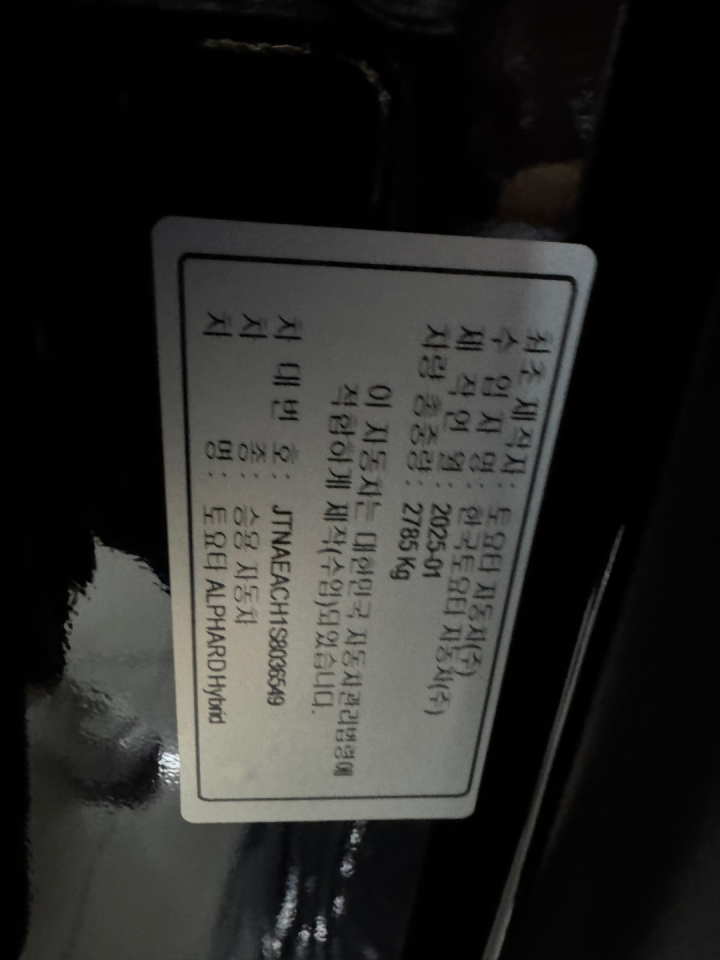 최초 제작자: 토요타 자동차(주)
수 입 자 명: 한국토요타 자동차(주)
제 작 연 월: 2025-01
차량 총중량: 2785 Kg
이 자동차는 대한민국 자동차관리법령에
적합하게 제작(수입)되었습니다.
차 대 번 호: JTNAEACH1S8036549
차 종: 승용 자동차
차 명: 토요타 ALPHARD Hybrid